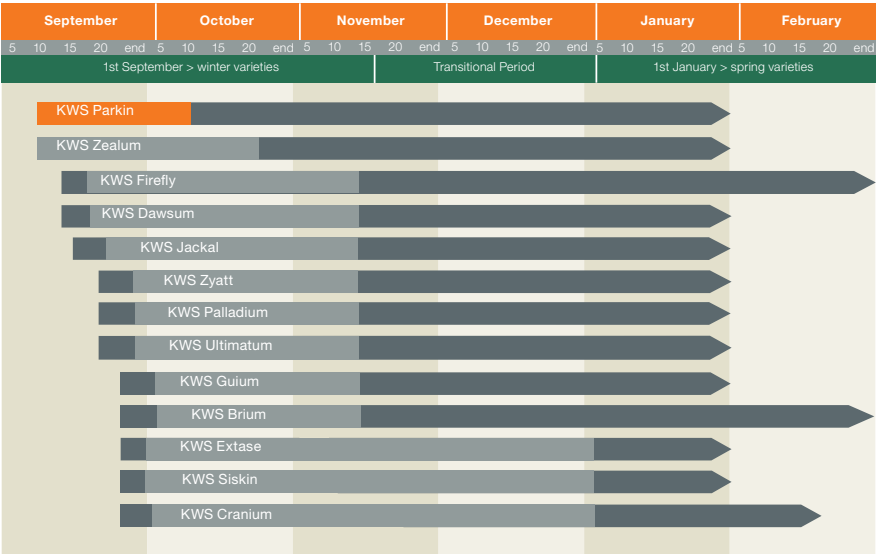 September October November December January February
5 10 15 20 end 5 10 15 20 end 5 10 15 20 end 5 10 15 20 end 5 10 15 20 end 5 10 15 20 end
1st September > winter varieties Transitional Period 1st January > spring varieties
KWS Parkin
KWS Zealum
KWS Firefly
KWS Dawsum
KWS Jackal
KWS Zyatt
KWS Palladium
KWS Ultimatum
KWS Guium
KWS Brium
KWS Extase
KWS Siskin
KWS Cranium